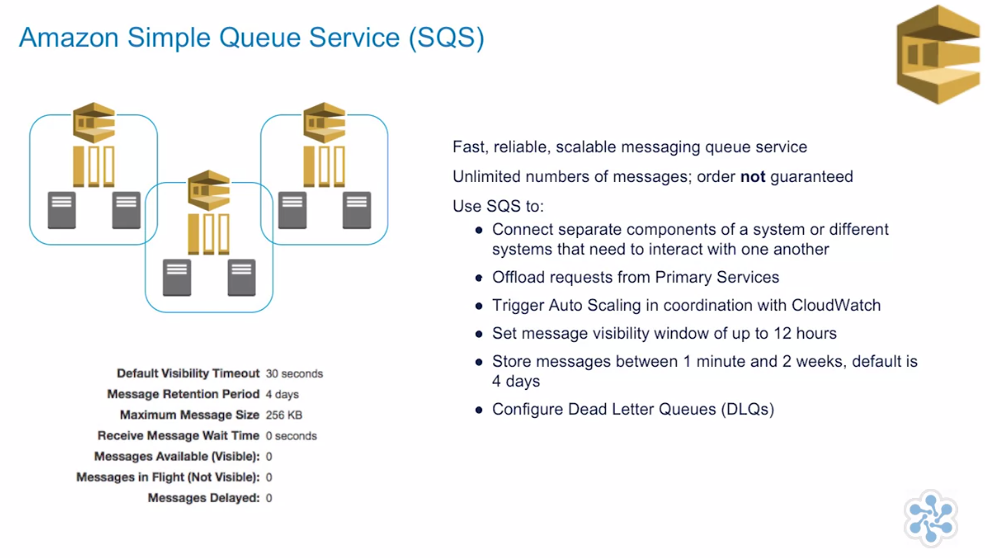 Amazon Simple Queue Service (SQS)
Fast, reliable, scalable messaging queue service
Unlimited numbers of messages; order not guaranteed
Use SQS to:
● Connect separate components of a system or different
systems that need to interact with one another
● Offload requests from Primary Services
● Trigger Auto Scaling in coordination with CloudWatch
● Set message visibility window of up to 12 hours
● Store messages between 1 minute and 2 weeks, default is
4 days
● Configure Dead Letter Queues (DLQs)
Default Visibility Timeout 30 seconds
Message Retention Period 4 days
Maximum Message Size 256 KB
Receive Message Wait Time 0 seconds
Messages Available (Visible): 0
Messages in Flight (Not Visible): 0
Messages Delayed: 0